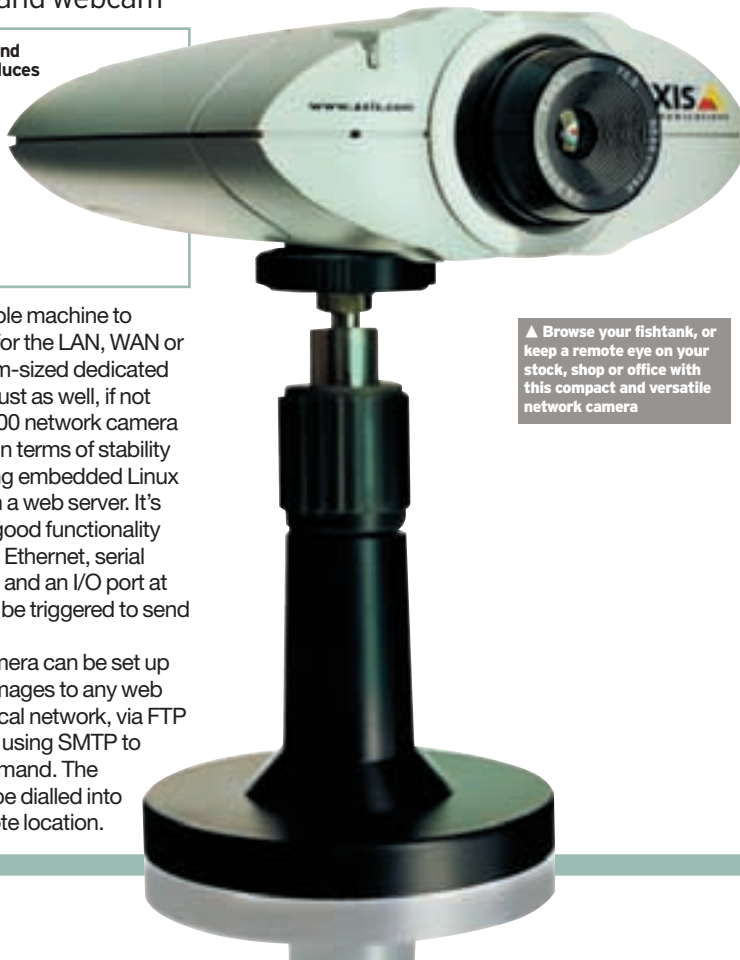 and webcam
nd
duces
ple machine to
for the LAN, WAN or
m-sized dedicated
ust as well, if not
00 network camera
n terms of stability
ng embedded Linux
n a web server. It's
good functionality
Ethernet, serial
and an I/O port at
be triggered to send
mera can be set up
mages to any web
cal network, via FTP
using SMTP to
mand. The
be dialled into
ote location.
www.axis.com
XIS
▲ Browse your fishtank, or
keep a remote eye on your
stock, shop or office with
this compact and versatile
network camera